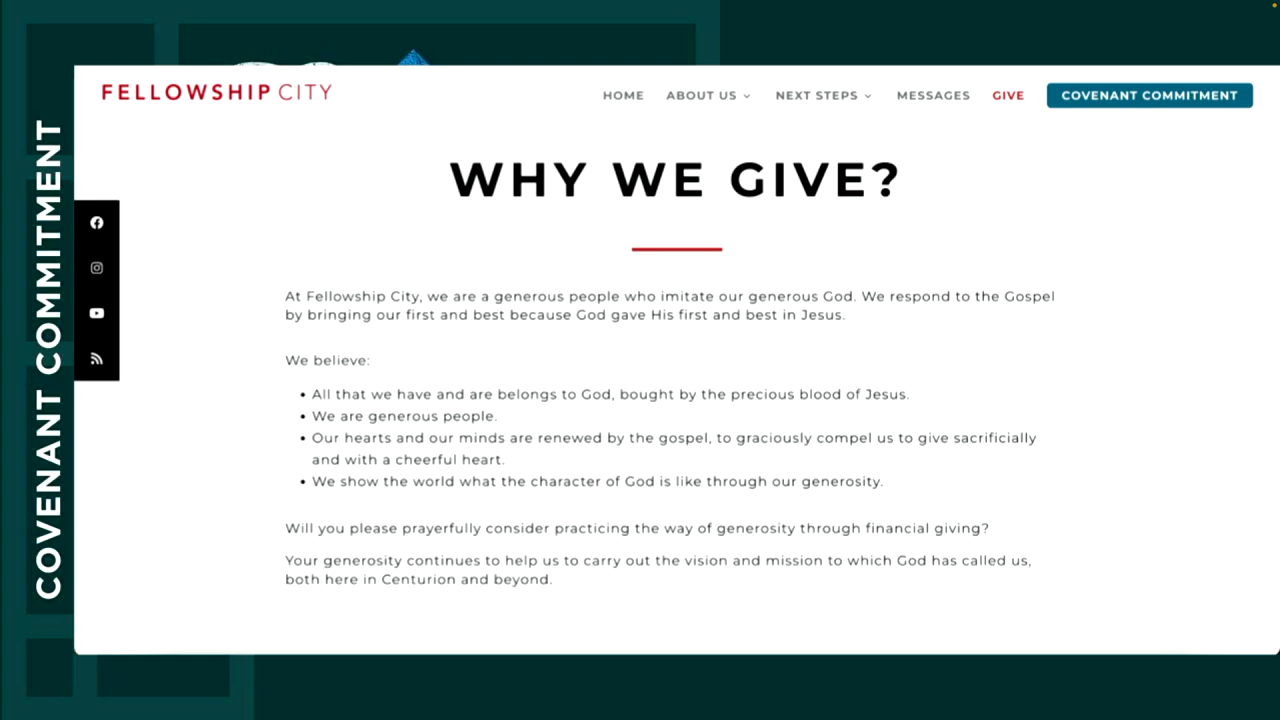 COVENANT COMMITMENT
FELLOWSHIP CITY
HOME ABOUT US NEXT STEPS MESSAGES GIVE COVENANT COMMITMENT
WHY WE GIVE?
At Fellowship City, we are a generous people who imitate our generous God. We respond to the Gospel
by bringing our first and best because God gave His first and best in Jesus.
We believe:
• All that we have and are belongs to God, bought by the precious blood of Jesus.
• We are generous people.
• Our hearts and our minds are renewed by the gospel, to graciously compel us to give sacrificially
and with a cheerful heart.
• We show the world what the character of God is like through our generosity.
Will you please prayerfully consider practicing the way of generosity through financial giving?
Your generosity continues to help us to carry out the vision and mission to which God has called us,
both here in Centurion and beyond.